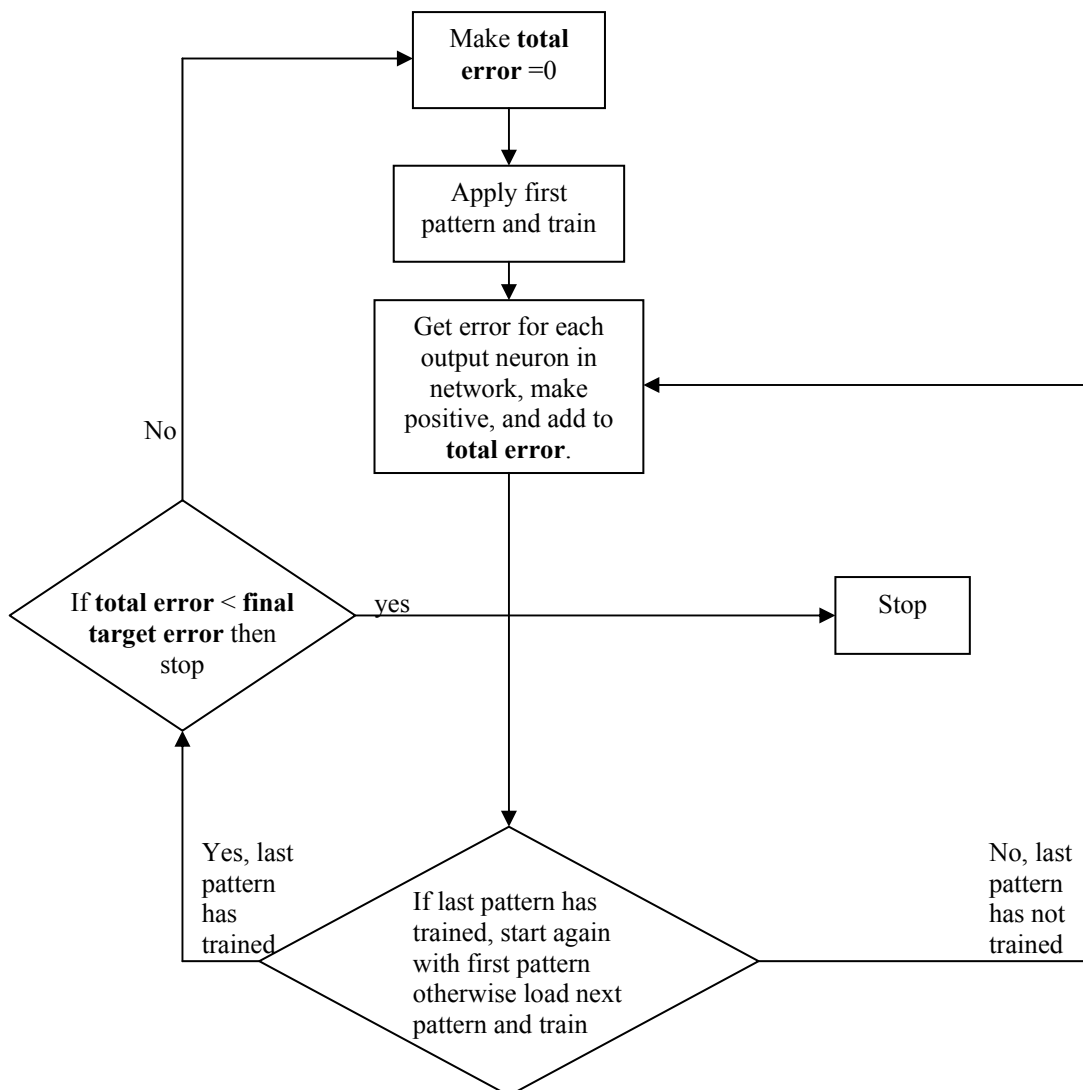 Make total
error =0
Apply first
pattern and train
Get error for each
output neuron in
network, make
positive, and add to
total error.
No
If total error < final
target error then
stop
yes
Stop
Yes, last
pattern
has
trained
If last pattern has
trained, start again
with first pattern
otherwise load next
pattern and train
No, last
pattern
has not
trained